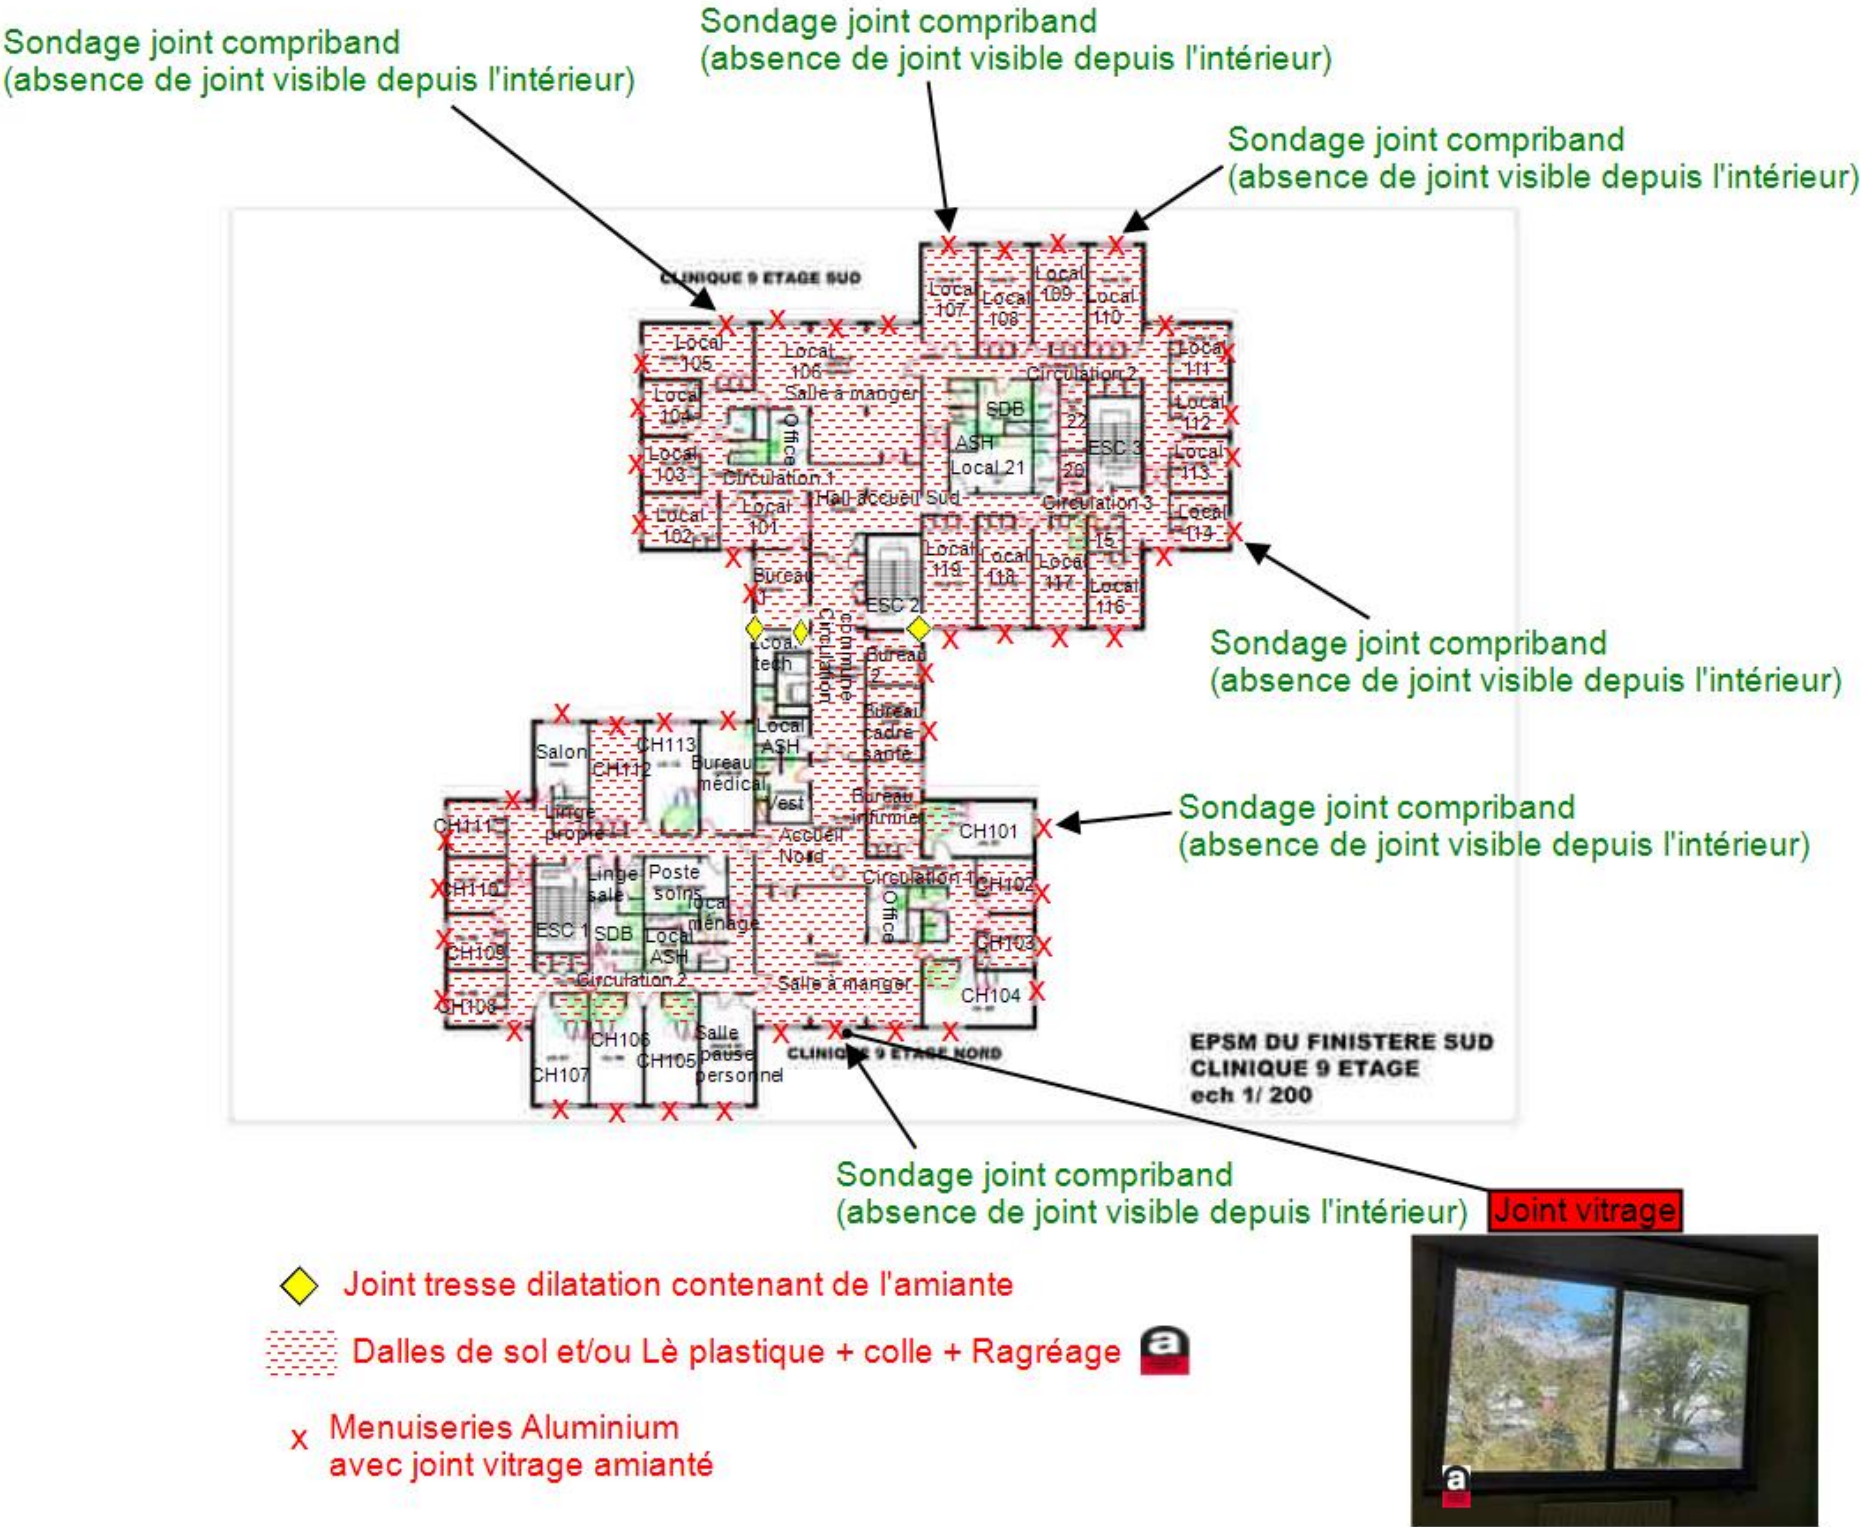 Sondage joint compriband
(absence de joint visible depuis l'intérieur)
Sondage joint compriband
(absence de joint visible depuis l'intérieur)
Sondage joint compriband
(absence de joint visible depuis l'intérieur)
CLINIQUE 9 ETAGE SUD
Local
107
Local
108
Local
109
Local
110
Local
105
Local
106
Salle à manger
Circulation 2
Local
111
Local
104
Office
SDB
22
ASH
ESC 3
Local
112
Local
103
Circulation 1
Local 21
20
Local
113
Hall accueil Sud
Circulation 3
Local
102
Local
101
15
Local
114
Local
119
Local
118
Local
117
Local
116
Bureau
1
ESC 2
Circulation
commune
tech
Bureau
2
Sondage joint compriband
(absence de joint visible depuis l'intérieur)
Bureau
cadre
santé
Local
ASH
Salon
CH112
CH113
Bureau
médical
Vest
Bureau
infirmier
Linge
propre
Accueil
Nord
CH101
Sondage joint compriband
(absence de joint visible depuis l'intérieur)
CH111
CH110
Linge
sale
Poste
soins
local
ménage
Circulation 1
CH102
Office
ESC 1
SDB
Local
ASH
CH109
CH103
Circulation 2
Salle à manger
CH104
CH108
CH106
CH105
CH107
Salle
pause
personnel
CLINIQUE 9 ETAGE NORD
EPSM DU FINISTERE SUD
CLINIQUE 9 ETAGE
ech 1/ 200
Sondage joint compriband
(absence de joint visible depuis l'intérieur)
Joint vitrage
Joint tresse dilatation contenant de l'amiante
Dalles de sol et/ou Lè plastique + colle + Ragréage
a
x Menuiseries Aluminium
avec joint vitrage amianté
a